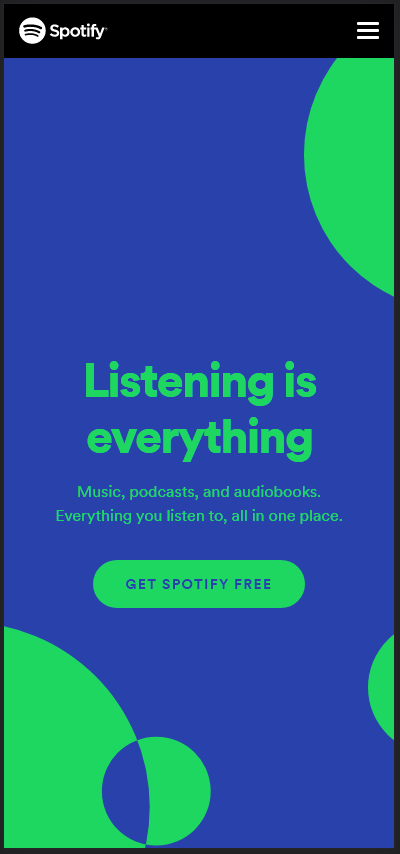 Spotify
Listening is
everything
Music, podcasts, and audiobooks.
Everything you listen to, all in one place.
GET SPOTIFY FREE